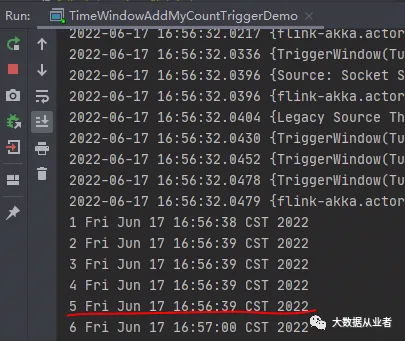 Run: TimeWindowAddMyCountTriggerDemo
2022-06-17 16:56:32.0217 {flink-akka.actor
2022-06-17 16:56:32.0336 {TriggerWindow(Tu
2022-06-17 16:56:32.0396 {Source: Socket S
2022-06-17 16:56:32.0396 {flink-akka.actor
2022-06-17 16:56:32.0404 {Legacy Source Th
2022-06-17 16:56:32.0430 {TriggerWindow(Tu
2022-06-17 16:56:32.0452 {TriggerWindow(Tu
2022-06-17 16:56:32.0478 {TriggerWindow(Tu
2022-06-17 16:56:32.0479 {flink-akka.actor
1 Fri Jun 17 16:56:38 CST 2022
2 Fri Jun 17 16:56:39 CST 2022
3 Fri Jun 17 16:56:39 CST 2022
4 Fri Jun 17 16:56:39 CST 2022
5 Fri Jun 17 16:56:39 CST 2022
6 Fri Jun 17 16:57:00 CST 2022
大数据从业者